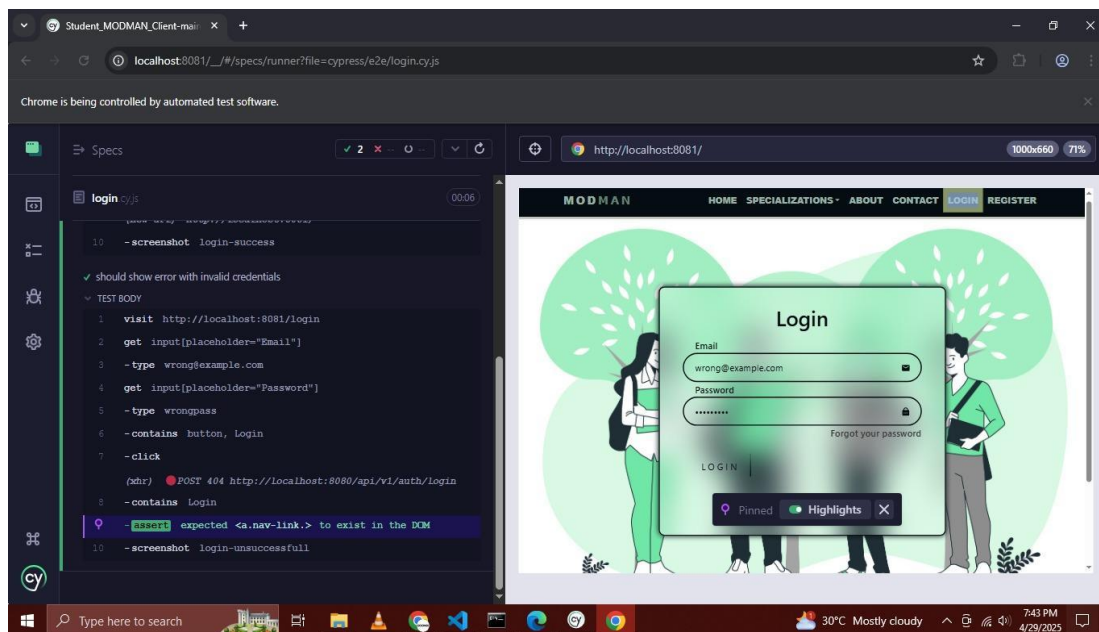 Student_MODMAN_Client-main
localhost:8081/__/#/specs/runner?file=cypress/e2e/login.cy.js
Chrome is being controlled by automated test software.
Specs
2
--
--
http://localhost:8081/
1000x660
71%
login.cy.js
00:06
10 -screenshot login-success
should show error with invalid credentials
TEST BODY
1 visit http://localhost:8081/login
2 get input[placeholder="Email"]
3 -type wrong@example.com
4 get input[placeholder="Password"]
5 -type wrongpass
6 -contains button, Login
7 -click
(xhr) POST 404 http://localhost:8080/api/v1/auth/login
8 -contains Login
-assert expected <a.nav-link.> to exist in the DOM
10 -screenshot login-unsuccessfull
cy
MODMAN
HOME SPECIALIZATIONS ABOUT CONTACT LOGIN REGISTER
Login
Email
wrong@example.com
Password
Forgot your password
LOGIN
Pinned Highlights
Type here to search
30°C Mostly cloudy
7:43 PM
4/29/2025